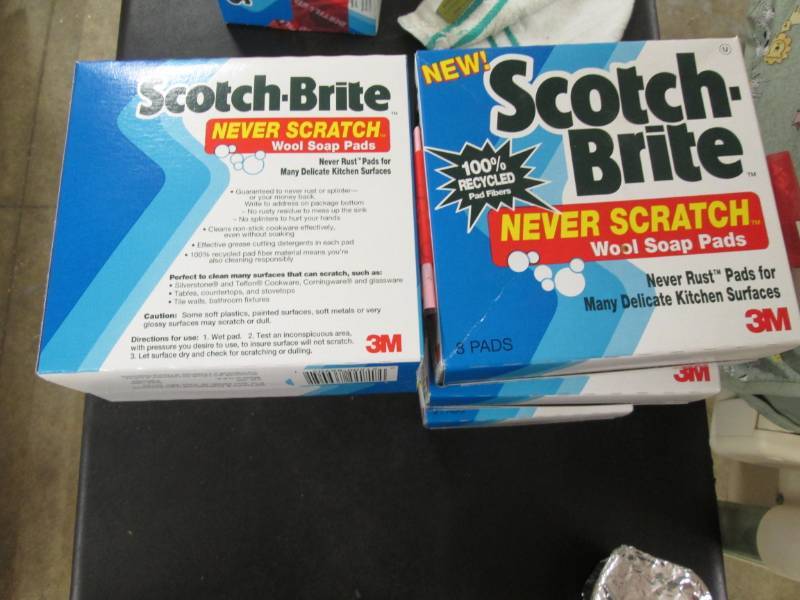 Scotch-Brite™
NEVER SCRATCH™
Wool Soap Pads
Never Rust™ Pads for
Many Delicate Kitchen Surfaces
• Guaranteed to never rust or splinter—
or your money back.
Write to address on package bottom
– No rusty residue to mess up the sink
– No splinters to hurt your hands
• Cleans non-stick cookware effectively,
even without soaking
• Effective grease cutting detergents in each pad
• 100% recycled pad fiber material means you're
also cleaning responsibly
Perfect to clean many surfaces that can scratch, such as:
• Silverstone® and Teflon® Cookware, Corningware® and glassware
• Tables, countertops, and stovetops
• Tile walls, bathroom fixtures
Caution: Some soft plastics, painted surfaces, soft metals or very
glossy surfaces may scratch or dull.
Directions for use: 1. Wet pad. 2. Test an inconspicuous area,
with pressure you desire to use, to insure surface will not scratch.
3. Let surface dry and check for scratching or dulling.
3M
NEW!
Scotch-
Brite™
100%
RECYCLED
Pad Fibers
NEVER SCRATCH™
Wool Soap Pads
Never Rust™ Pads for
Many Delicate Kitchen Surfaces
3M
8 PADS
3M